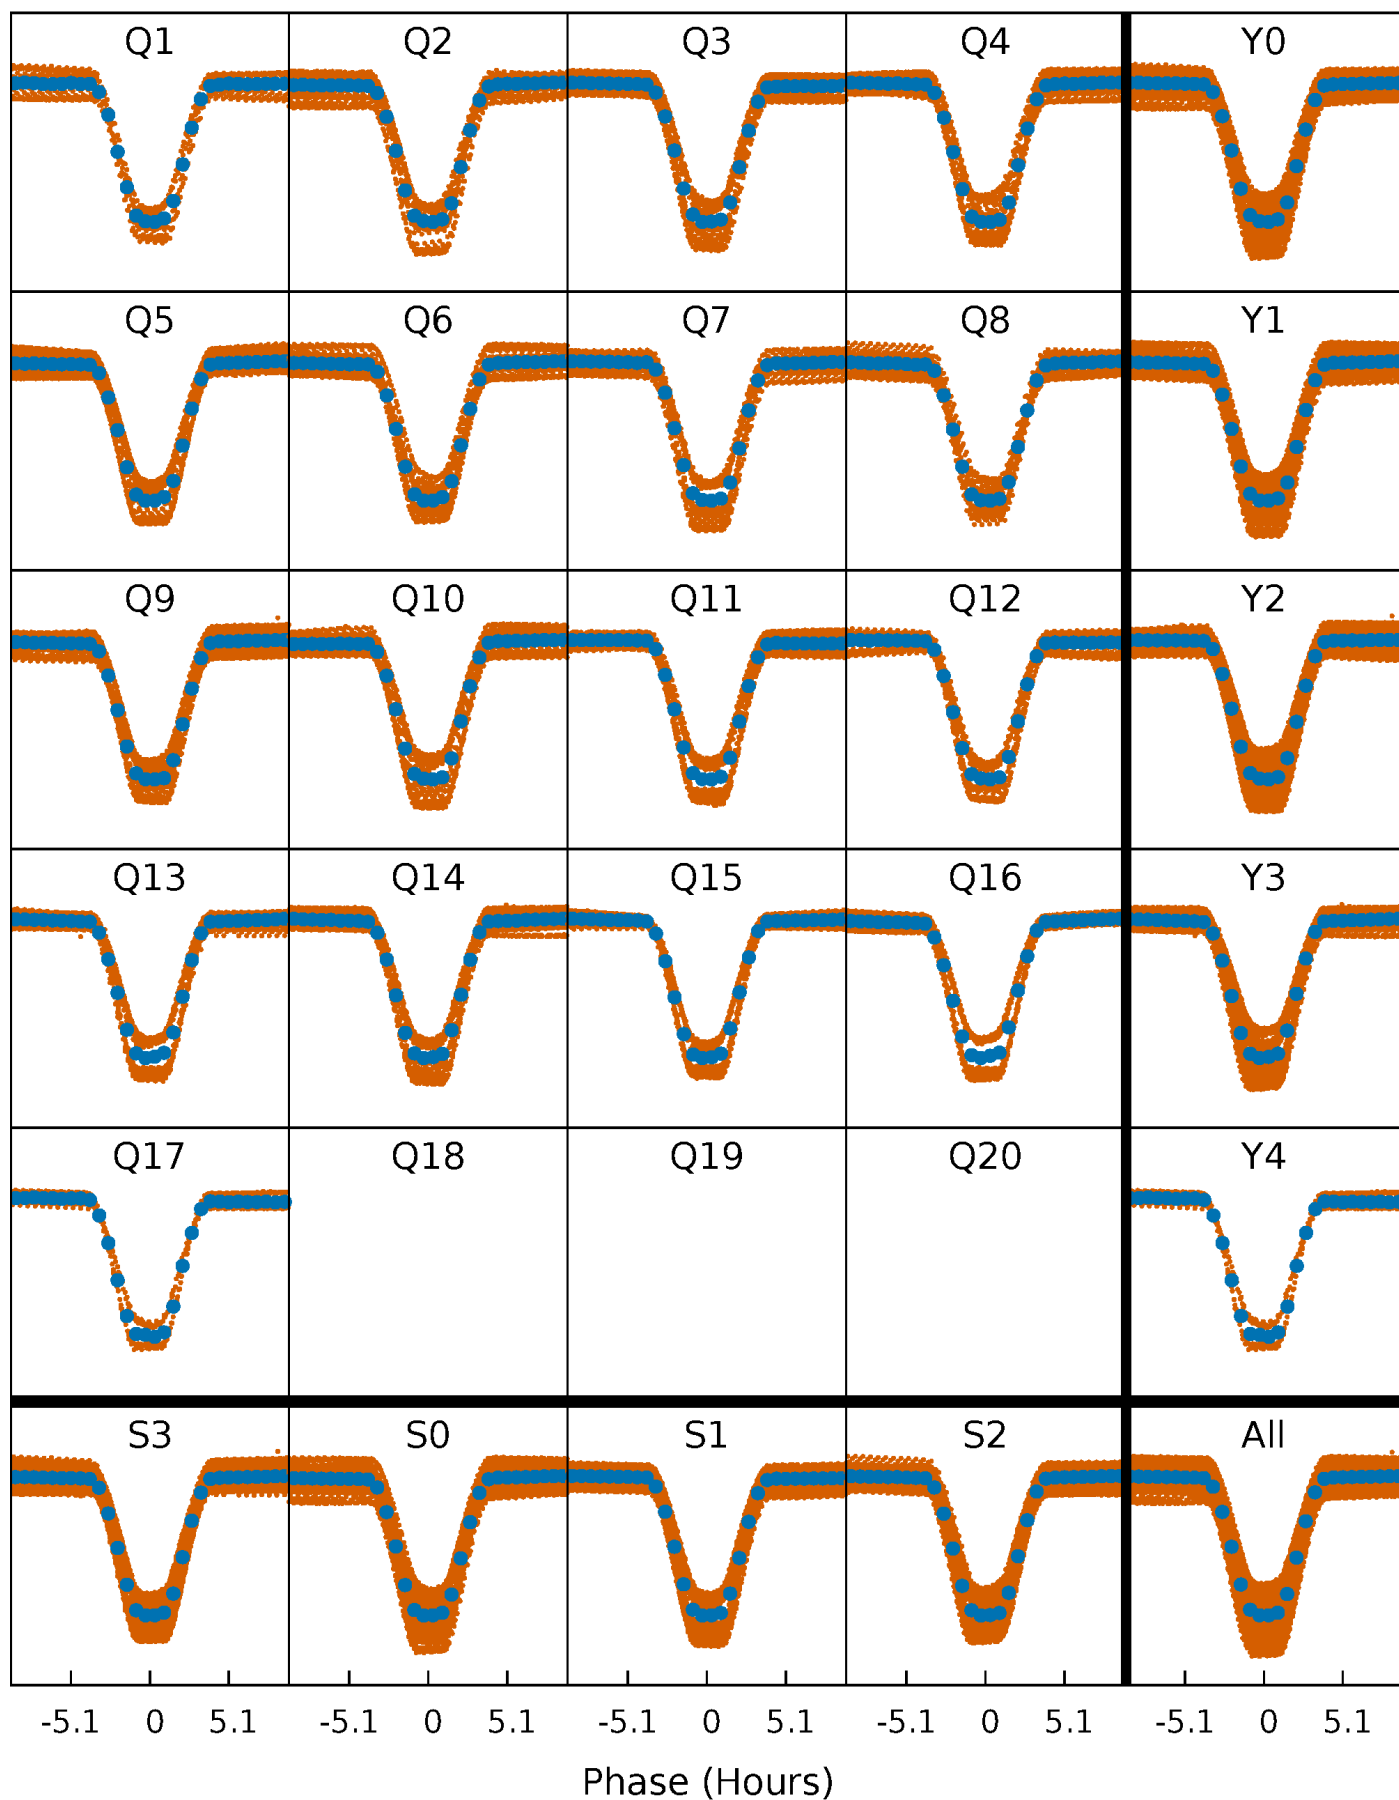 Q1 Q2 Q3 Q4 Y0
Q5 Q6 Q7 Q8 Y1
Q9 Q10 Q11 Q12 Y2
Q13 Q14 Q15 Q16 Y3
Q17 Q18 Q19 Q20 Y4
S3 S0 S1 S2 All
-5.1 0 5.1 -5.1 0 5.1 -5.1 0 5.1 -5.1 0 5.1 -5.1 0 5.1
Phase (Hours)